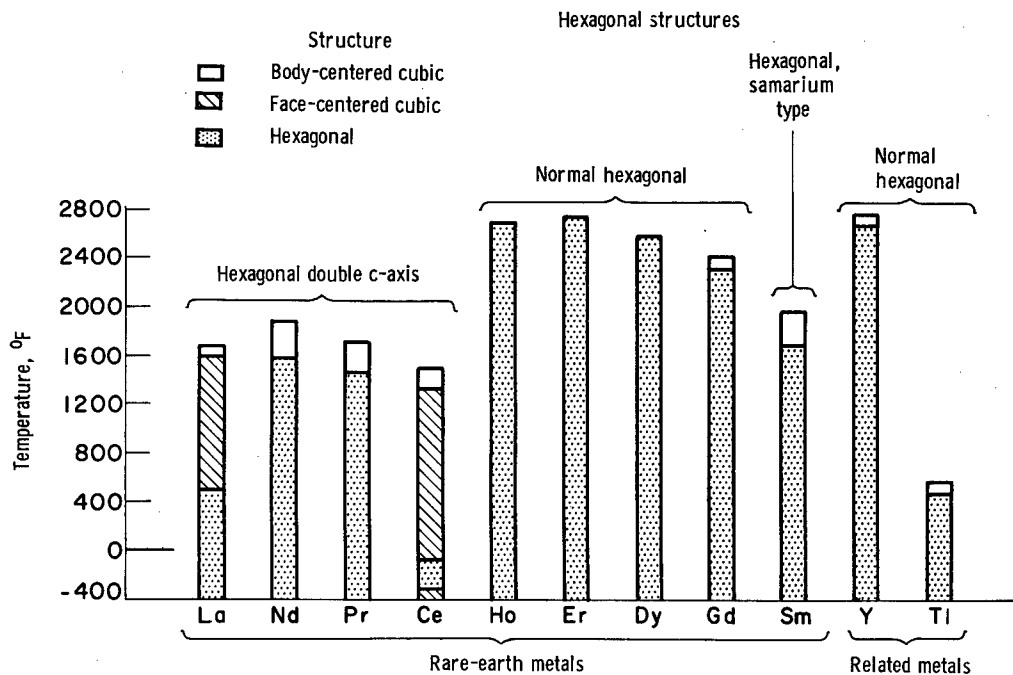 Hexagonal structures
Structure
Body-centered cubic
Face-centered cubic
Hexagonal
Hexagonal,
samarium
type
Normal hexagonal
Normal
hexagonal
Hexagonal double c-axis
Temperature, °F
2800
2400
2000
1600
1200
800
400
0
-400
La Nd Pr Ce Ho Er Dy Gd Sm Y Tl
Rare-earth metals
Related metals